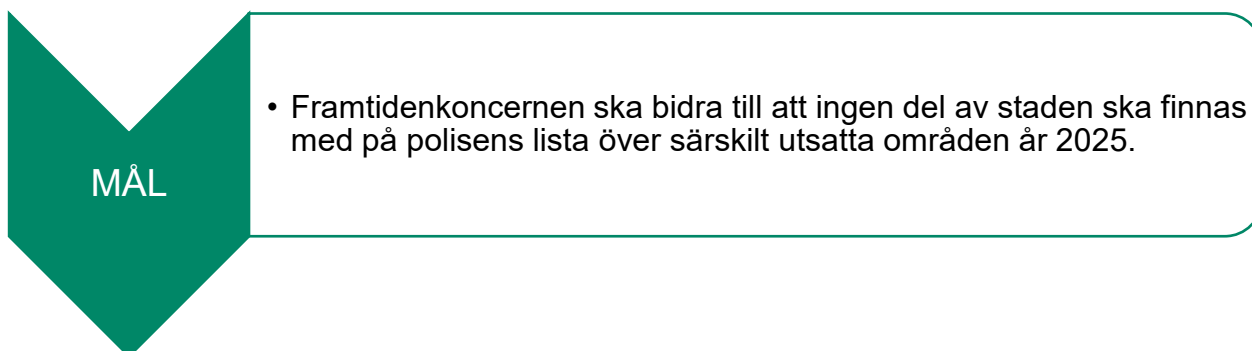 MÅL
• Framtidenkoncernen ska bidra till att ingen del av staden ska finnas
med på polisens lista över särskilt utsatta områden år 2025.